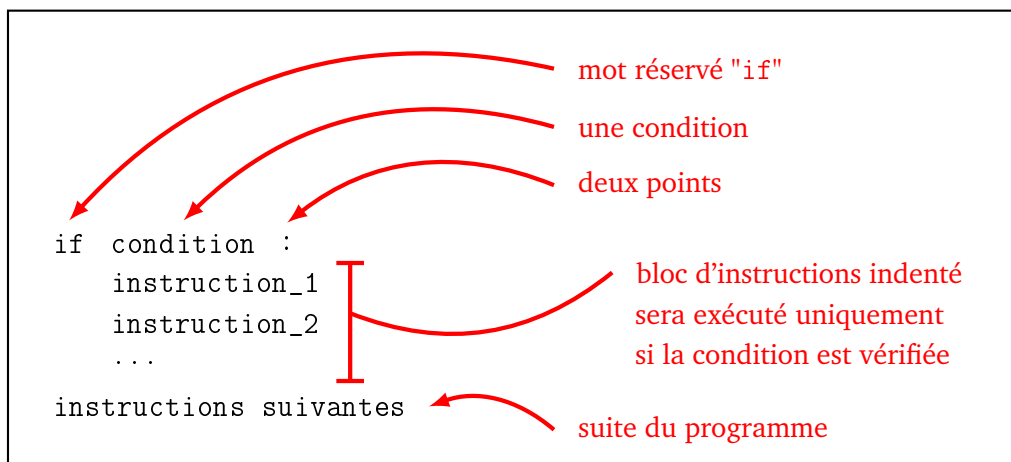 mot réservé "if"
une condition
deux points
if condition :
instruction_1
instruction_2
...
bloc d'instructions indenté
sera exécuté uniquement
si la condition est vérifiée
instructions suivantes
suite du programme